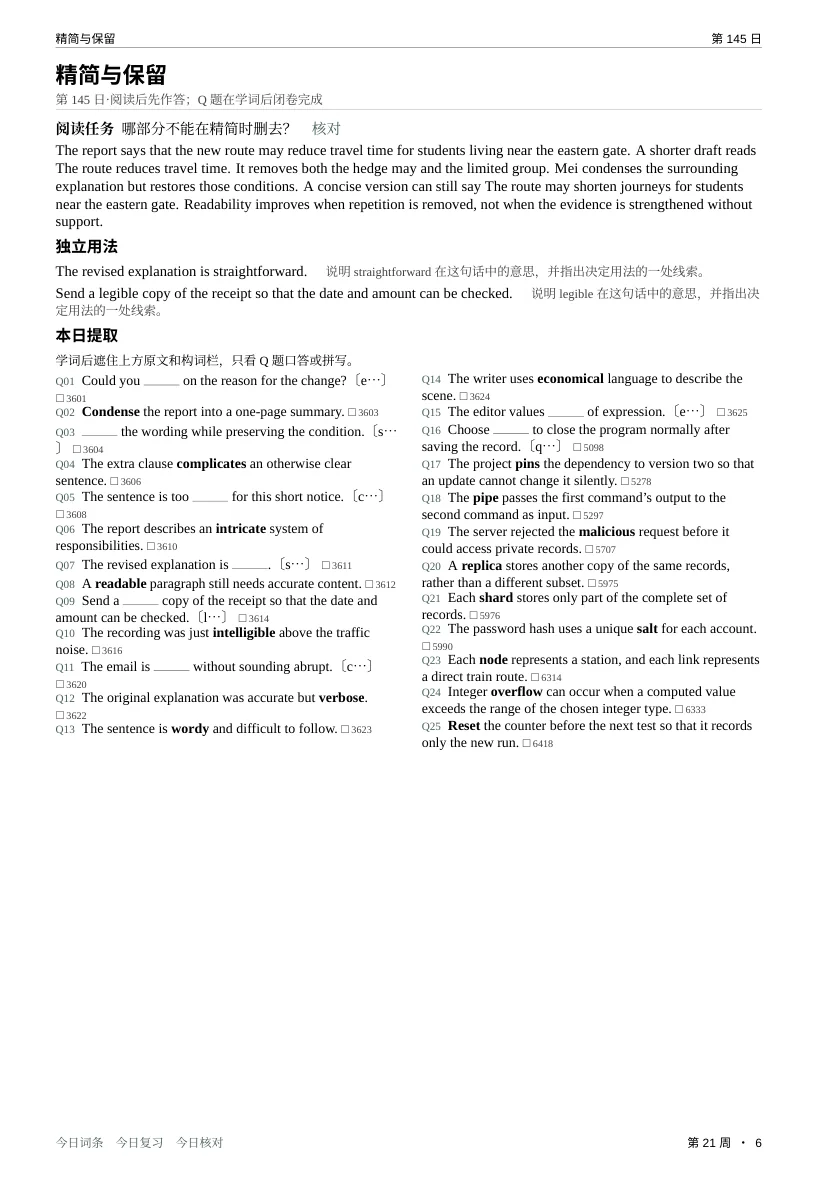 精简与保留 第 145 日
精简与保留
第 145 日·阅读后先作答；Q 题在学词后闭卷完成
阅读任务 哪部分不能在精简时删去？ 核对
The report says that the new route may reduce travel time for students living near the eastern gate. A shorter draft reads
The route reduces travel time. It removes both the hedge may and the limited group. Mei condenses the surrounding
explanation but restores those conditions. A concise version can still say The route may shorten journeys for students
near the eastern gate. Readability improves when repetition is removed, not when the evidence is strengthened without
support.
独立用法
The revised explanation is straightforward. 说明 straightforward 在这句话中的意思，并指出决定用法的一处线索。
Send a legible copy of the receipt so that the date and amount can be checked. 说明 legible 在这句话中的意思，并指出决
定用法的一处线索。
本日提取
学词后遮住上方原文和构词栏，只看 Q 题口答或拼写。
Q01 Could you _____ on the reason for the change?〔e…〕
□ 3601
Q02 Condense the report into a one-page summary. □ 3603
Q03 _____ the wording while preserving the condition.〔s…
〕 □ 3604
Q04 The extra clause complicates an otherwise clear
sentence. □ 3606
Q05 The sentence is too _____ for this short notice.〔c…〕
□ 3608
Q06 The report describes an intricate system of
responsibilities. □ 3610
Q07 The revised explanation is _____.〔s…〕 □ 3611
Q08 A readable paragraph still needs accurate content. □ 3612
Q09 Send a _____ copy of the receipt so that the date and
amount can be checked.〔l…〕 □ 3614
Q10 The recording was just intelligible above the traffic
noise. □ 3616
Q11 The email is _____ without sounding abrupt.〔c…〕
□ 3620
Q12 The original explanation was accurate but verbose.
□ 3622
Q13 The sentence is wordy and difficult to follow. □ 3623
Q14 The writer uses economical language to describe the
scene. □ 3624
Q15 The editor values _____ of expression.〔e…〕 □ 3625
Q16 Choose _____ to close the program normally after
saving the record.〔q…〕 □ 5098
Q17 The project pins the dependency to version two so that
an update cannot change it silently. □ 5278
Q18 The pipe passes the first command’s output to the
second command as input. □ 5297
Q19 The server rejected the malicious request before it
could access private records. □ 5707
Q20 A replica stores another copy of the same records,
rather than a different subset. □ 5975
Q21 Each shard stores only part of the complete set of
records. □ 5976
Q22 The password hash uses a unique salt for each account.
□ 5990
Q23 Each node represents a station, and each link represents
a direct train route. □ 6314
Q24 Integer overflow can occur when a computed value
exceeds the range of the chosen integer type. □ 6333
Q25 Reset the counter before the next test so that it records
only the new run. □ 6418
今日词条 今日复习 今日核对 第 21 周 · 6